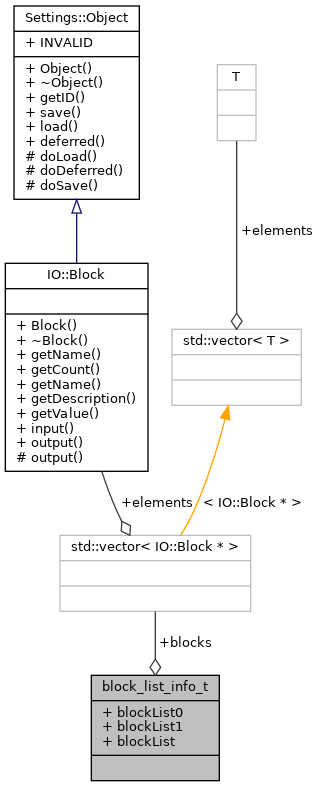 Settings::Object
+ INVALID
+ Object()
+ ~Object()
+ getID()
+ save()
+ load()
+ deferred()
# doLoad()
# doDeferred()
# doSave()
T
+elements
IO::Block
+ Block()
+ ~Block()
+ getName()
+ getCount()
+ getName()
+ getDescription()
+ getValue()
+ input()
+ output()
# output()
std::vector< T >
+elements
< IO::Block * >
std::vector< IO::Block * >
+blocks
block_list_info_t
+ blockList0
+ blockList1
+ blockList